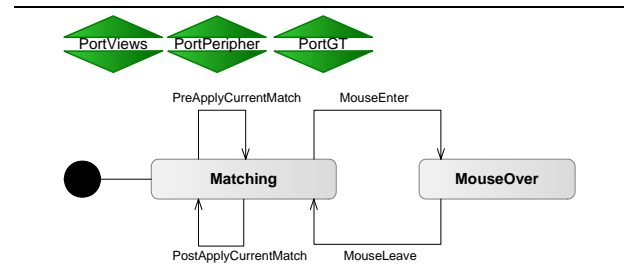 PortViews PortPeripher PortGT
PreApplyCurrentMatch MouseEnter
Matching MouseOver
PostApplyCurrentMatch MouseLeave